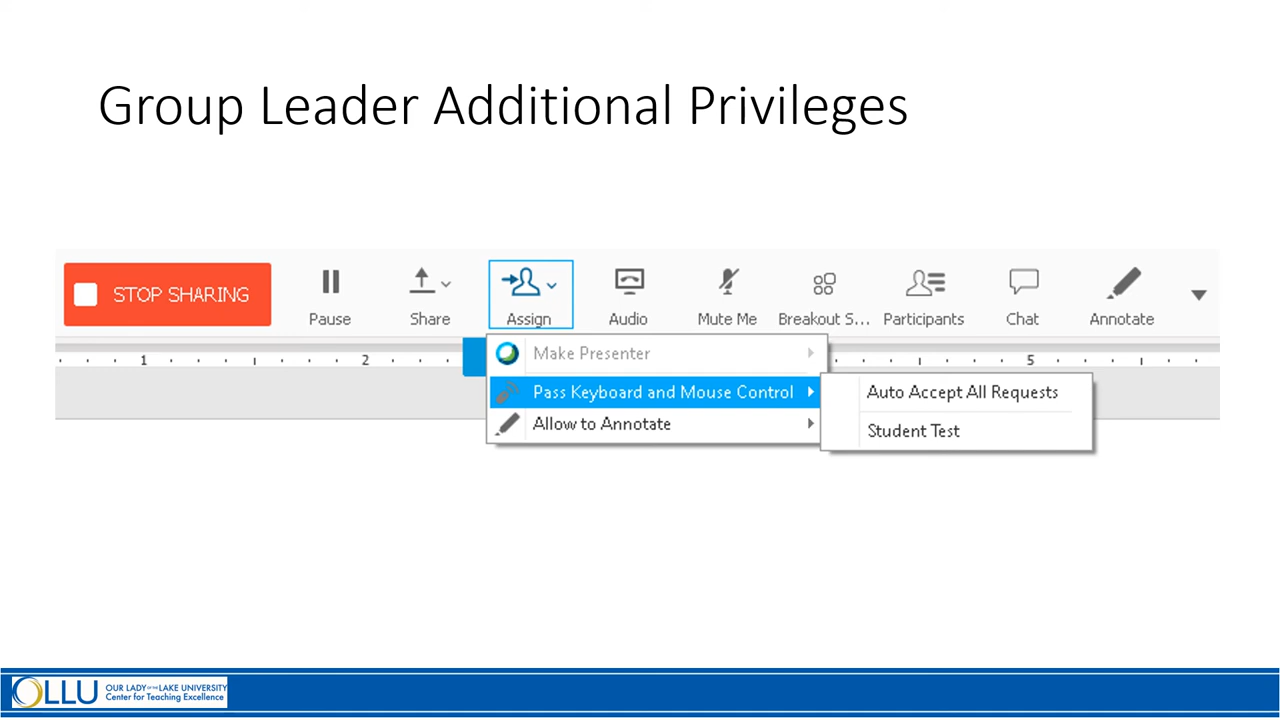 Group Leader Additional Privileges
STOP SHARING
Pause
Share
Assign
Audio
Mute Me
Breakout S...
Participants
Chat
Annotate
1
2
5
Make Presenter
Pass Keyboard and Mouse Control
Allow to Annotate
Auto Accept All Requests
Student Test
OLLU
OUR LADY OF THE LAKE UNIVERSITY
Center for Teaching Excellence